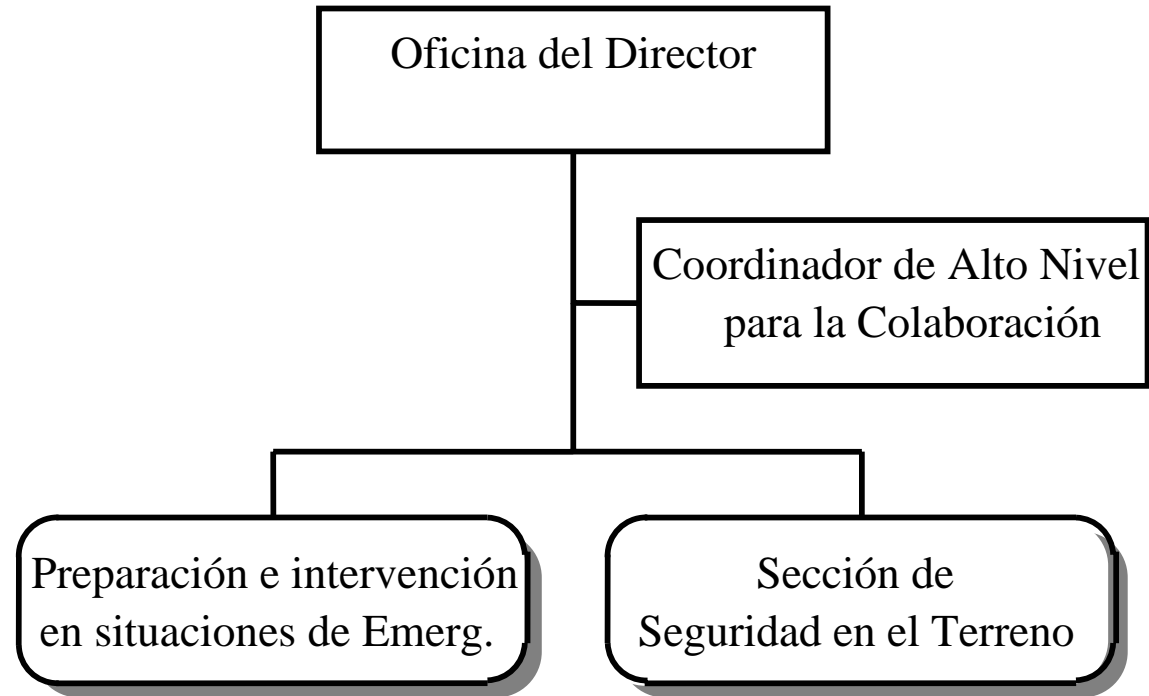 Oficina del Director
Coordinador de Alto Nivel
para la Colaboración
Preparación e intervención
en situaciones de Emerg.
Sección de
Seguridad en el Terreno